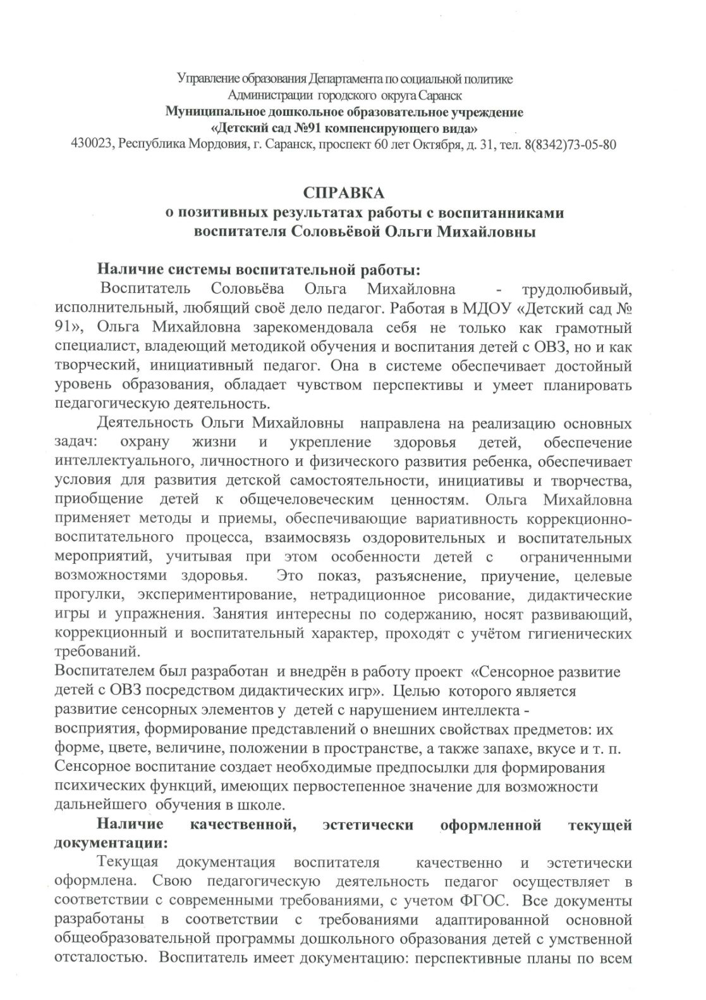 Управление образования Департамента по социальной политике
Администрации городского округа Саранск
Муниципальное дошкольное образовательное учреждение
«Детский сад №91 компенсирующего вида»
430023, Республика Мордовия, г. Саранск, проспект 60 лет Октября, д. 31, тел. 8(8342)73-05-80
СПРАВКА
о позитивных результатах работы с воспитанниками
воспитателя Соловьёвой Ольги Михайловны
Наличие системы воспитательной работы:
Воспитатель Соловьёва Ольга Михайловна - трудолюбивый,
исполнительный, любящий своё дело педагог. Работая в МДОУ «Детский сад №
91», Ольга Михайловна зарекомендовала себя не только как грамотный
специалист, владеющий методикой обучения и воспитания детей с ОВЗ, но и как
творческий, инициативный педагог. Она в системе обеспечивает достойный
уровень образования, обладает чувством перспективы и умеет планировать
педагогическую деятельность.
Деятельность Ольги Михайловны направлена на реализацию основных
задач: охрану жизни и укрепление здоровья детей, обеспечение
интеллектуального, личностного и физического развития ребенка, обеспечивает
условия для развития детской самостоятельности, инициативы и творчества,
приобщение детей к общечеловеческим ценностям. Ольга Михайловна
применяет методы и приемы, обеспечивающие вариативность коррекционно-
воспитательного процесса, взаимосвязь оздоровительных и воспитательных
мероприятий, учитывая при этом особенности детей с ограниченными
возможностями здоровья. Это показ, разъяснение, приучение, целевые
прогулки, экспериментирование, нетрадиционное рисование, дидактические
игры и упражнения. Занятия интересны по содержанию, носят развивающий,
коррекционный и воспитательный характер, проходят с учётом гигиенических
требований.
Воспитателем был разработан и внедрён в работу проект «Сенсорное развитие
детей с ОВЗ посредством дидактических игр». Целью которого является
развитие сенсорных элементов у детей с нарушением интеллекта -
восприятия, формирование представлений о внешних свойствах предметов: их
форме, цвете, величине, положении в пространстве, а также запахе, вкусе и т. п.
Сенсорное воспитание создает необходимые предпосылки для формирования
психических функций, имеющих первостепенное значение для возможности
дальнейшего обучения в школе.
Наличие качественной, эстетически оформленной текущей
документации:
Текущая документация воспитателя качественно и эстетически
оформлена. Свою педагогическую деятельность педагог осуществляет в
соответствии с современными требованиями, с учетом ФГОС. Все документы
разработаны в соответствии с требованиями адаптированной основной
общеобразовательной программы дошкольного образования детей с умственной
отсталостью. Воспитатель имеет документацию: перспективные планы по всем